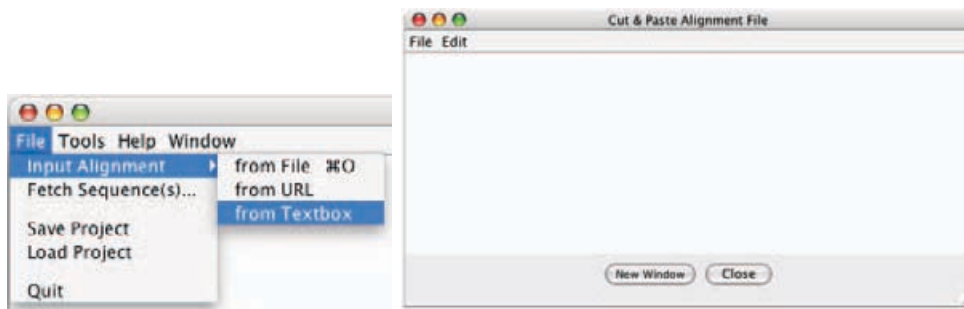 File Tools Help Window
Input Alignment
Fetch Sequence(s)...
Save Project
Load Project
Quit
from File ⌘O
from URL
from Textbox
Cut & Paste Alignment File
File Edit
New Window Close